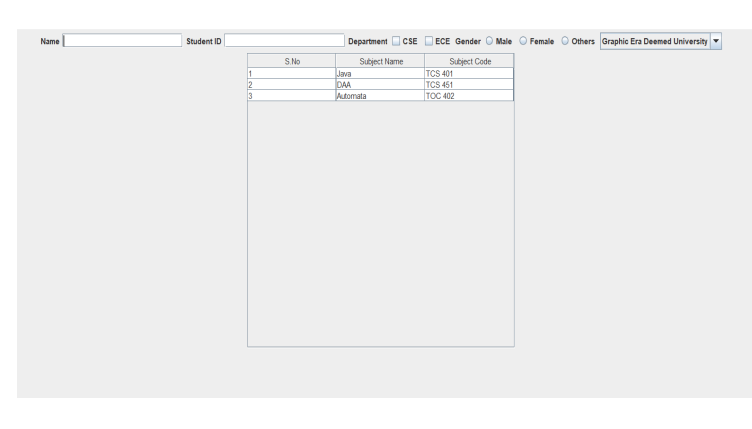 Name Student ID Department CSE ECE Gender Male Female Others Graphic Era Deemed University
S.No Subject Name Subject Code
1 Java TCS 401
2 DAA TCS 451
3 Automata TOC 402